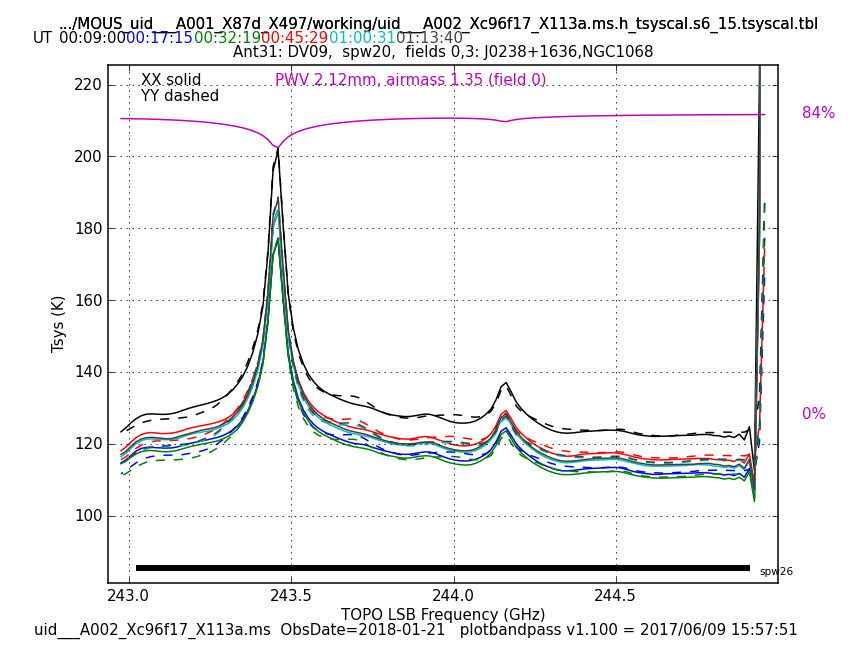 .../MOUS_uid___A001_X87d_X497/working/uid___A002_Xc96f17_X113a.ms.h_tsyscal.s6_15.tsyscal.tbl
UT 00:09:00 00:17:15 00:32:19 00:45:29 01:00:31 01:13:40
Ant31: DV09,  spw20,  fields 0,3: J0238+1636,NGC1068
XX solid
YY dashed
PWV 2.12mm, airmass 1.35 (field 0)
84%
0%
220
200
180
160
140
120
100
Tsys (K)
spw26
243.0 243.5 244.0 244.5
TOPO LSB Frequency (GHz)
uid___A002_Xc96f17_X113a.ms  ObsDate=2018-01-21   plotbandpass v1.100 = 2017/06/09 15:57:51